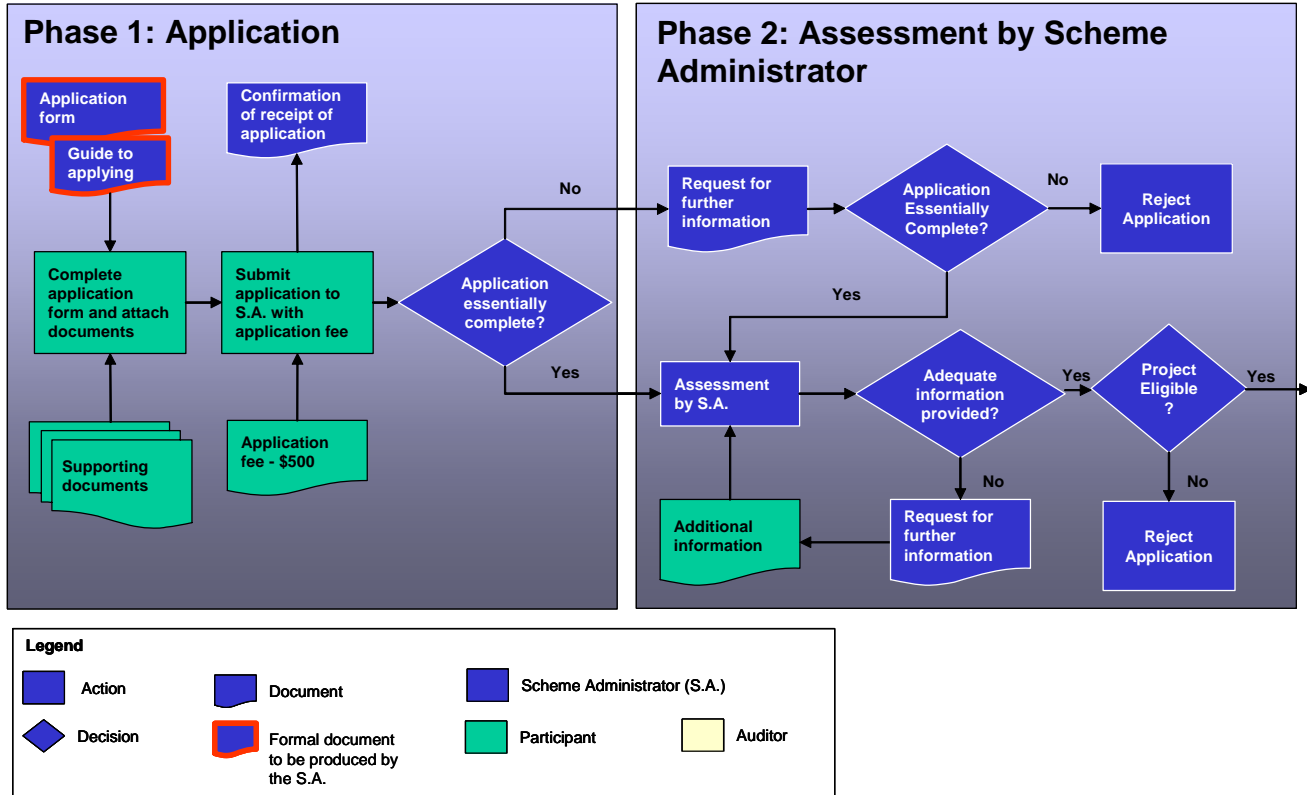 Phase 1: Application
Application
form
Guide to
applying
Confirmation
of receipt of
application
Complete
application
form and attach
documents
Submit
application to
S.A. with
application fee
Application
essentially
complete?
No
Yes
Supporting
documents
Application
fee - $500
Phase 2: Assessment by Scheme
Administrator
Request for
further
information
Application
Essentially
Complete?
No
Reject
Application
Yes
Assessment
by S.A.
Adequate
information
provided?
Yes
Project
Eligible
?
Yes
No
No
Additional
information
Request for
further
information
Reject
Application
Legend
Action
Document
Scheme Administrator (S.A.)
Decision
Formal document
to be produced by
the S.A.
Participant
Auditor